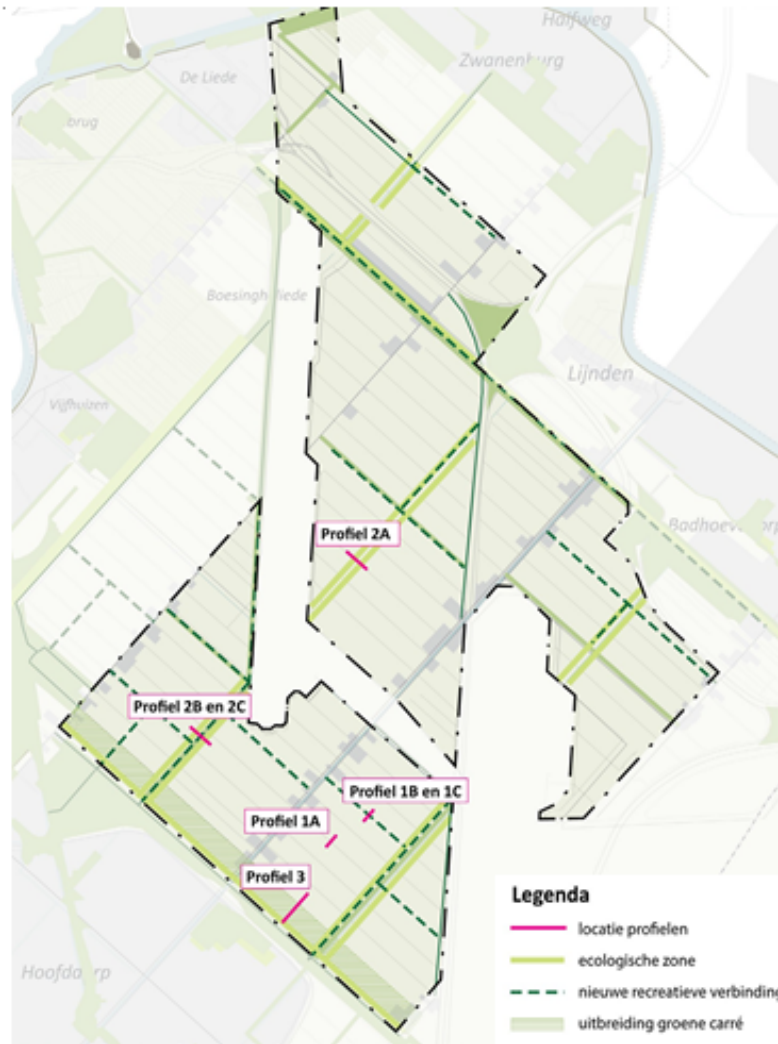 Halfweg
Zwanenburg
De Liede
Boesingheliede
Lijnden
Vijfhuizen
Profiel 2A
Badhoevedorp
Profiel 2B en 2C
Profiel 1B en 1C
Profiel 1A
Profiel 3
Hoofddorp
Legenda
locatie profielen
ecologische zone
nieuwe recreatieve verbinding
uitbreiding groene carré